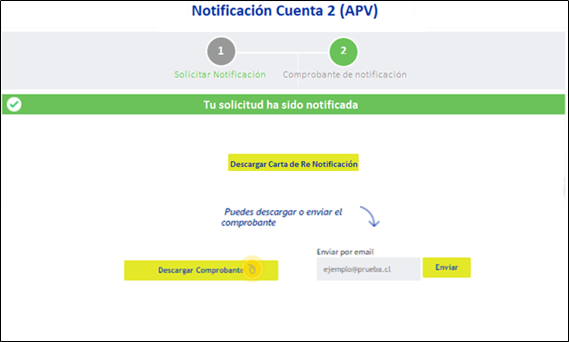 Notificación Cuenta 2 (APV)
1
2
Solicitar Notificación
Comprobante de notificación
Tu solicitud ha sido notificada
Descargar Carta de Re Notificación
Puedes descargar o enviar el
comprobante
Enviar por email
Descargar Comprobante
ejemplo@prueba.cl
Enviar